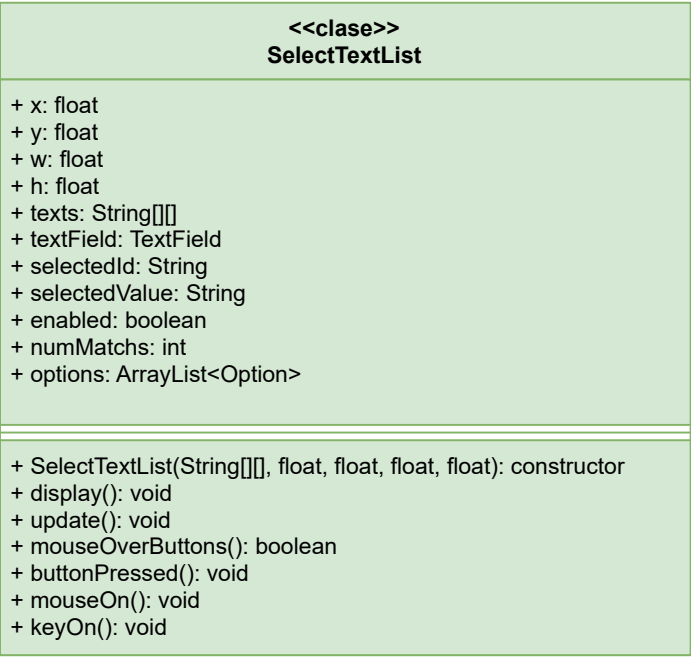 <<clase>>
SelectTextList
+ x: float
+ y: float
+ w: float
+ h: float
+ texts: String[][]
+ textField: TextField
+ selectedId: String
+ selectedValue: String
+ enabled: boolean
+ numMatchs: int
+ options: ArrayList<Option>
+ SelectTextList(String[][], float, float, float, float): constructor
+ display(): void
+ update(): void
+ mouseOverButtons(): boolean
+ buttonPressed(): void
+ mouseOn(): void
+ keyOn(): void